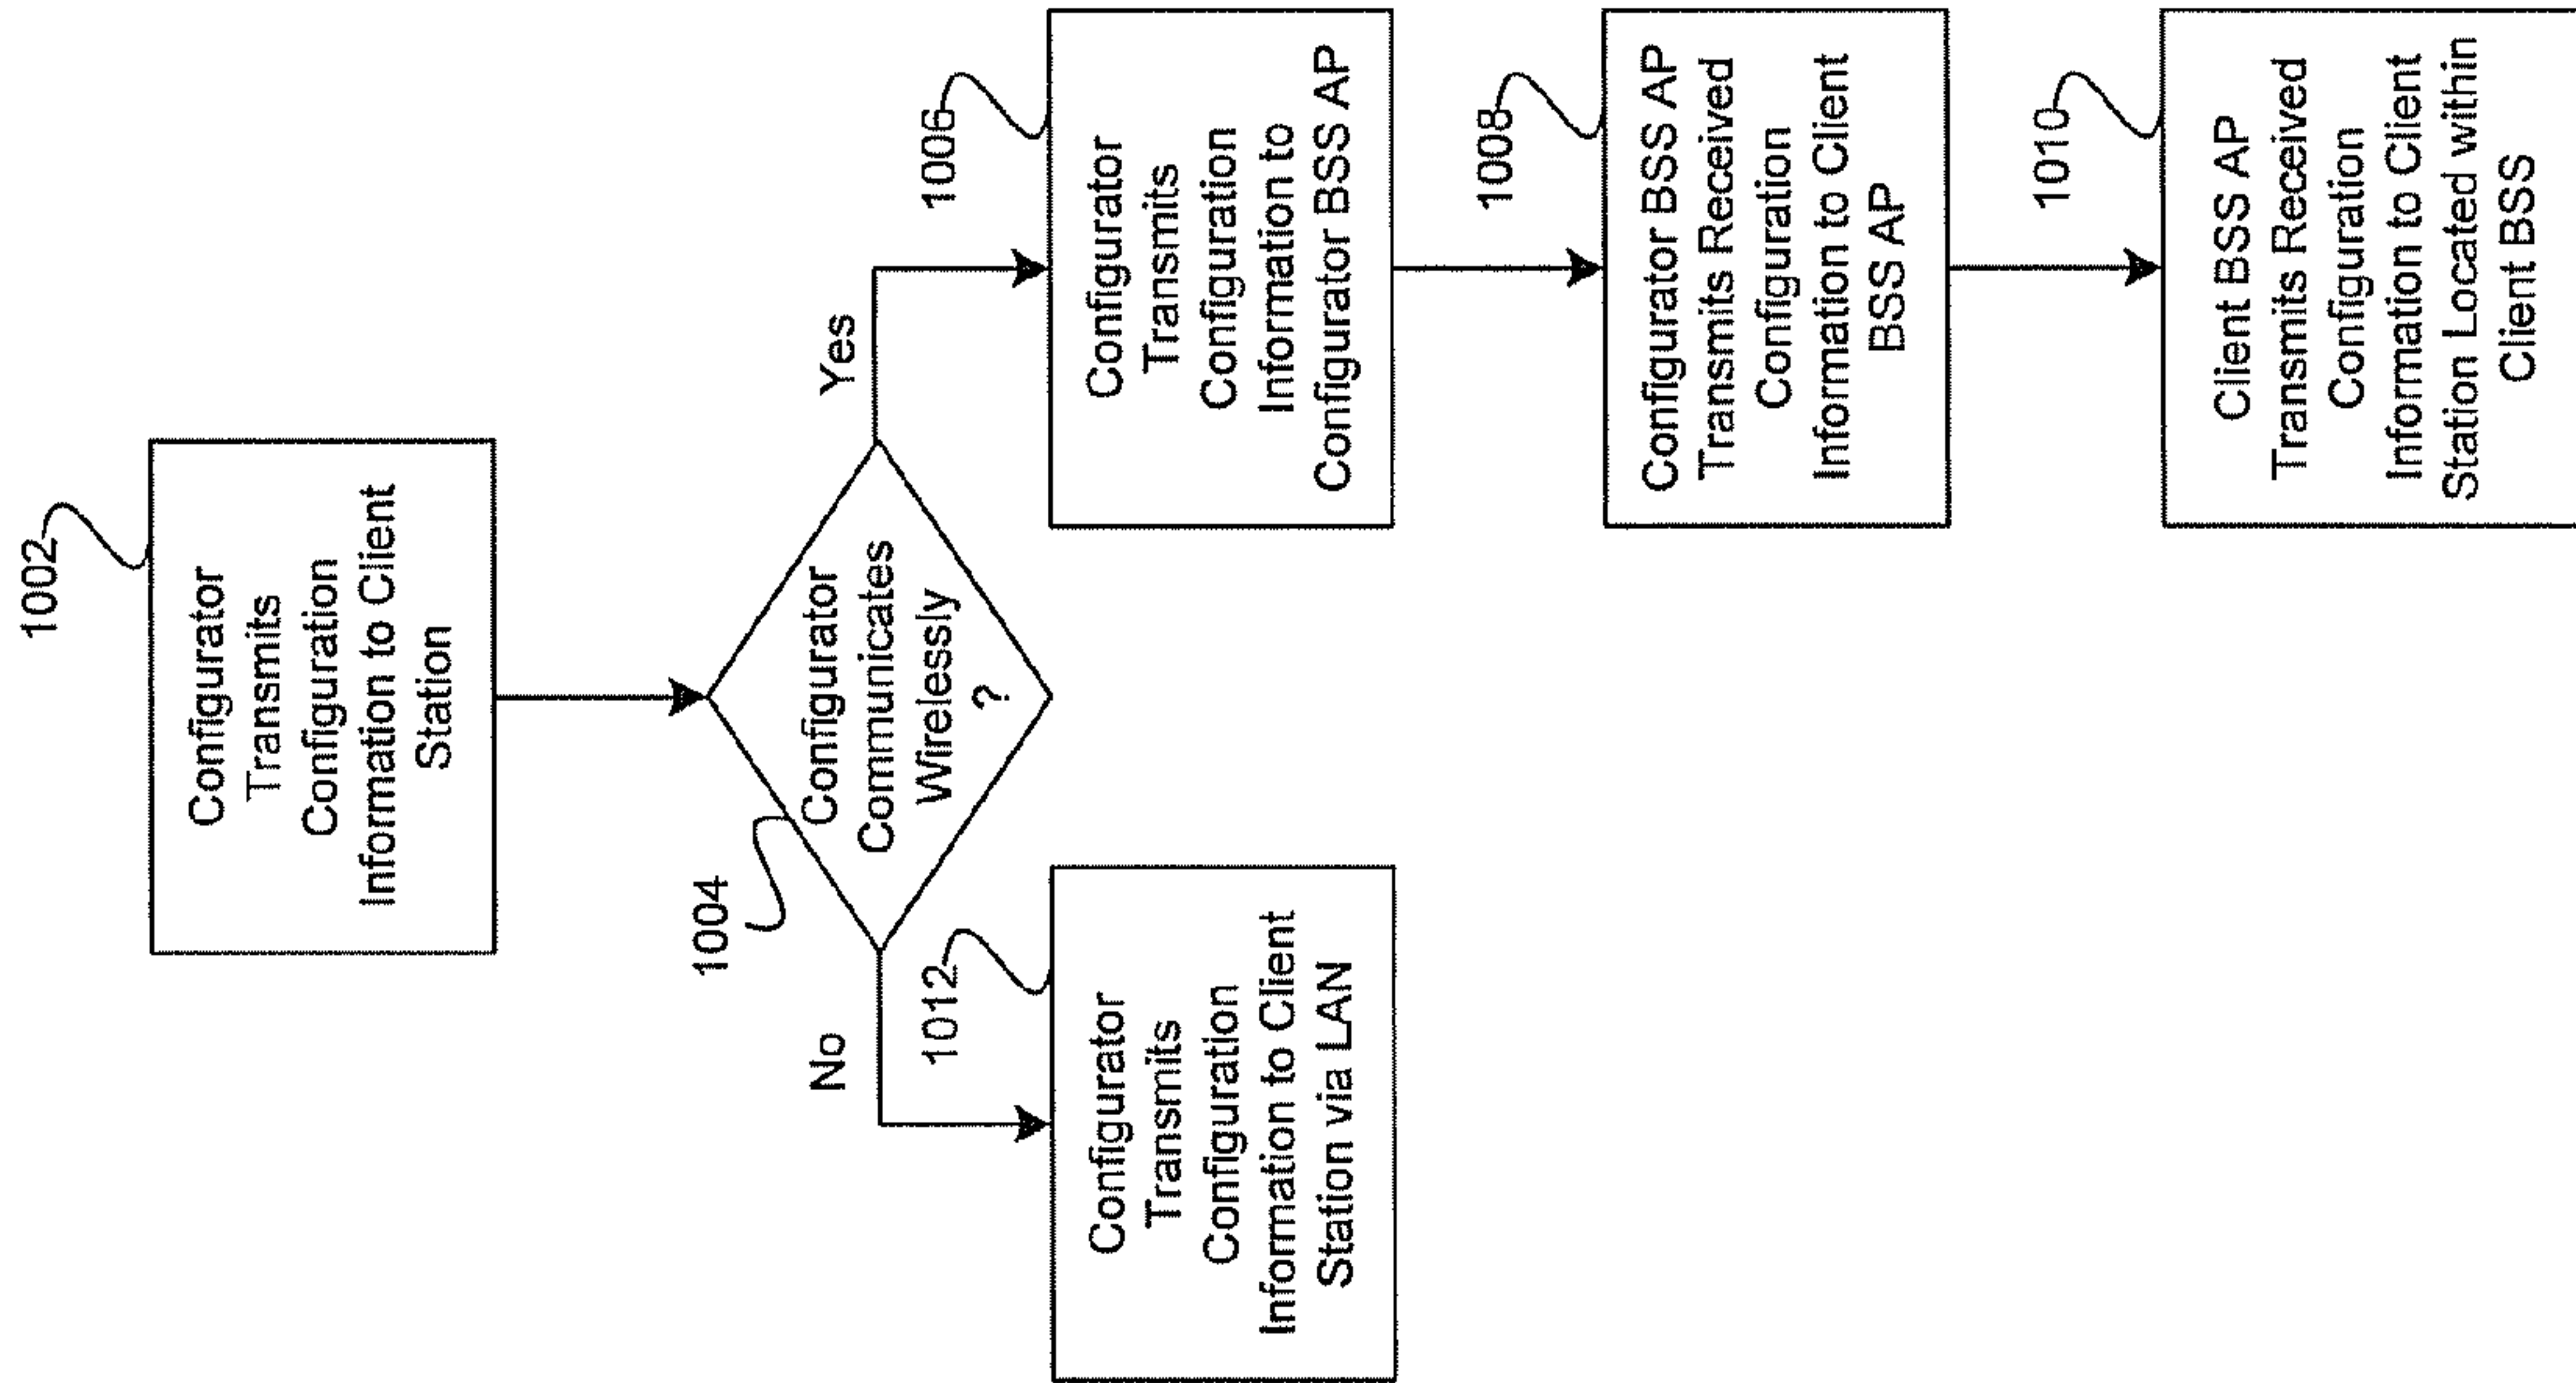 1002
Configurator
Transmits
Configuration
Information to Client
Station
1004
Configurator
Communicates
Wirelessly
?
No
Yes
1012
Configurator
Transmits
Configuration
Information to Client
Station via LAN
1006
Configurator
Transmits
Configuration
Information to
Configurator BSS AP
1008
Configurator BSS AP
Transmits Received
Configuration
Information to Client
BSS AP
1010
Client BSS AP
Transmits Received
Configuration
Information to Client
Station Located within
Client BSS